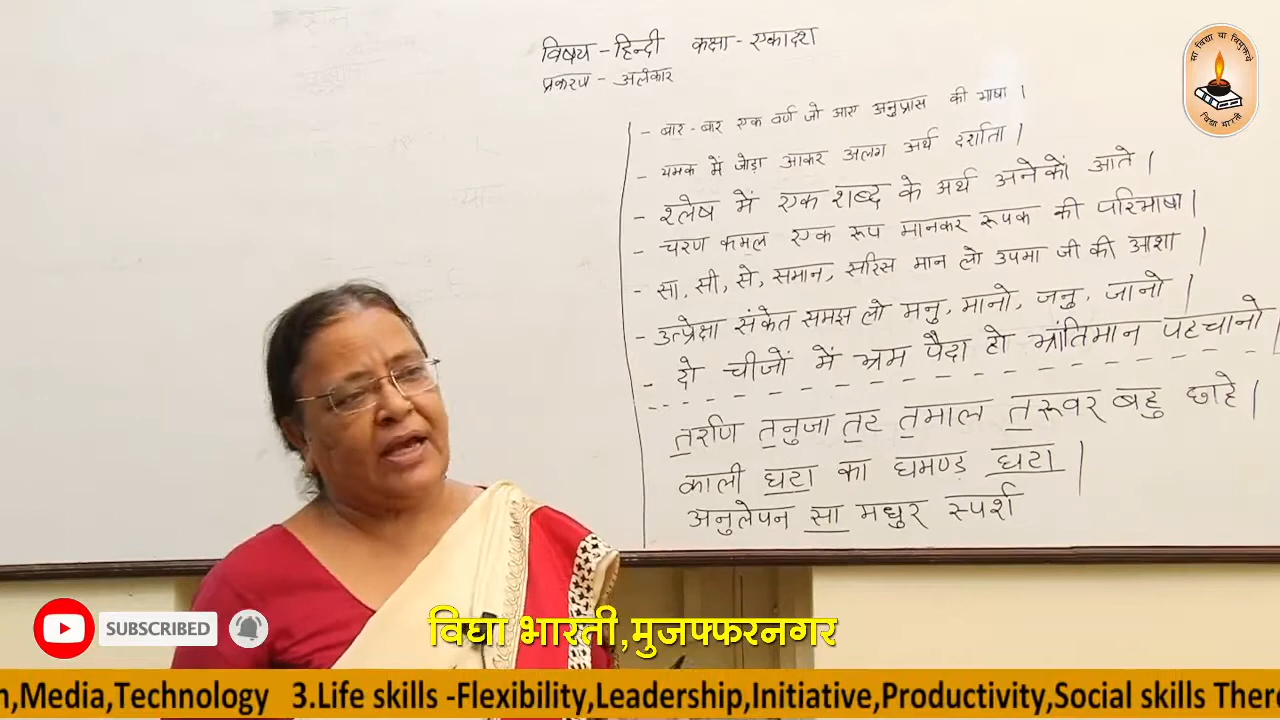 विषय - हिन्दी कक्षा - एकादश
प्रकरण - अलंकार
- बार - बार एक वर्ण जो आए अनुप्रास की भाषा |
- यमक में जोड़ा आकर अलग अर्थ दर्शाता |
- श्लेष में एक शब्द के अर्थ अनेकों आते |
- चरण कमल एक रूप मानकर रूपक की परिभाषा |
- सा, सी, से, समान, सरिस मान लो उपमा जी की आशा |
- उत्प्रेक्षा संकेत समझ लो मनु, मानो, जनु, जानो |
- दो चीजों में भ्रम पैदा हो भ्रांतिमान पहचानो |
तरणि तनुजा तट तमाल तरूवर बहु छाहे |
काली घटा का घमण्ड घटा |
अनुलेपन सा मधुर स्पर्श
सा विद्या या विमुक्तये
विद्या भारती
SUBSCRIBED
विद्या भारती,मुजफ्फरनगर
,Media,Technology 3.Life skills -Flexibility,Leadership,Initiative,Productivity,Social skills